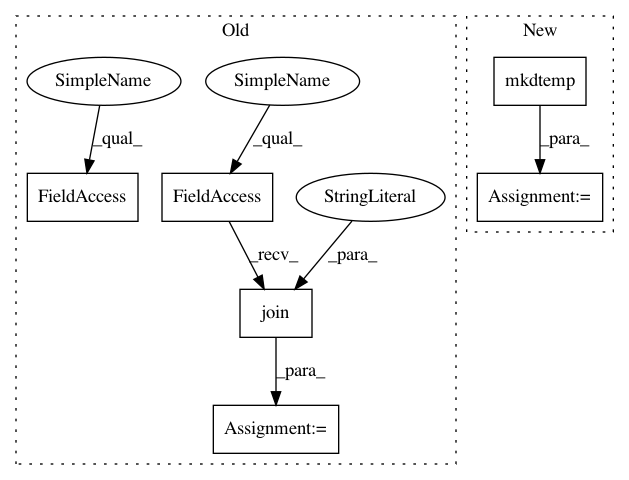 Old
New
SimpleName
SimpleName
mkdtemp
_qual_
_qual_
_para_
FieldAccess
FieldAccess
StringLiteral
Assignment:=
_recv_
_para_
join
_para_
Assignment:=